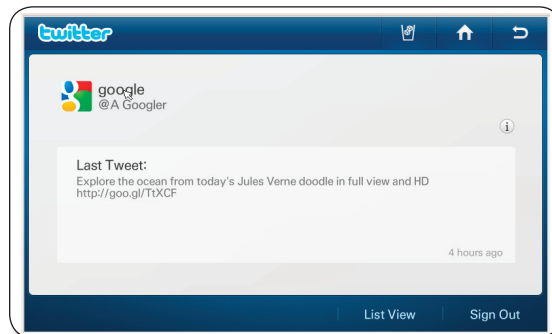 twitter
google
@A Googler
i
Last Tweet:
Explore the ocean from today's Jules Verne doodle in full view and HD
http://goo.gl/TtXCF
4 hours ago
List View
Sign Out